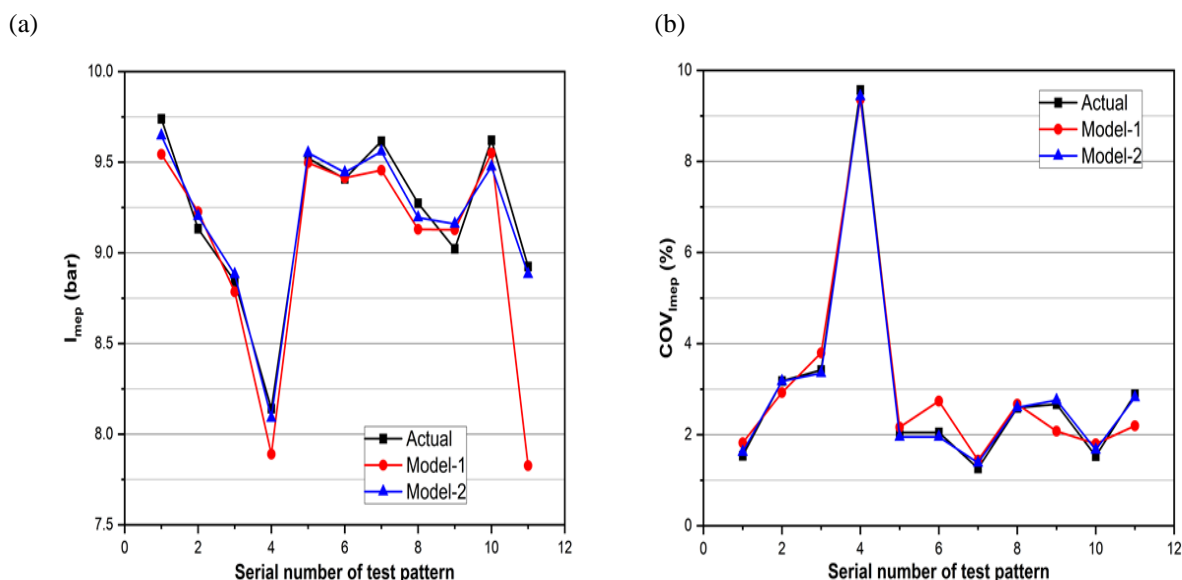 (a)
(b)
10.0
9.5
9.0
8.5
8.0
7.5
0
2
4
6
8
10
12
Imep (bar)
Serial number of test pattern
Actual
Model-1
Model-2
10
8
6
4
2
0
0
2
4
6
8
10
12
COVImep (%)
Serial number of test pattern
Actual
Model-1
Model-2